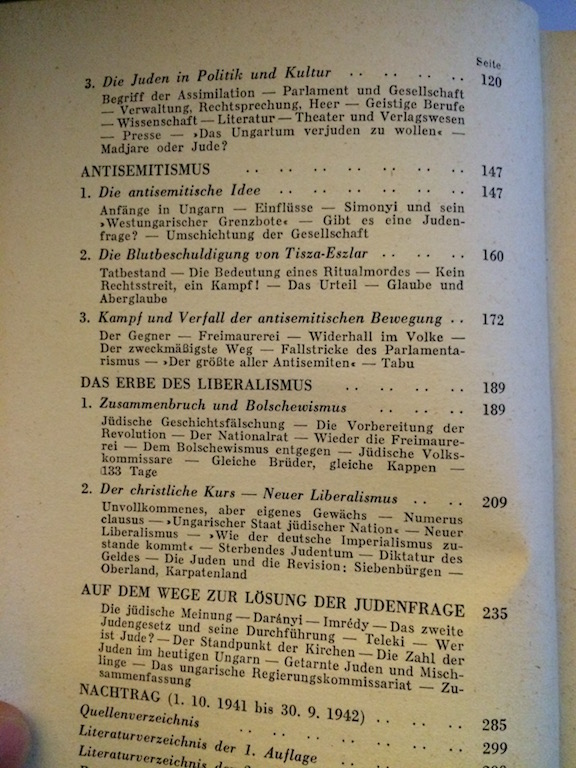 Seite
3. Die Juden in Politik und Kultur . . . . . . . . 120
Begriff der Assimilation — Parlament und Gesellschaft
— Verwaltung, Rechtsprechung, Heer — Geistige Berufe
— Wissenschaft — Literatur — Theater und Verlagswesen
— Presse — ›Das Ungartum verjuden zu wollen‹ —
Madjare oder Jude?
ANTISEMITISMUS . . . . . . . . . . . . 147
1. Die antisemitische Idee . . . . . . . . . . 147
Anfänge in Ungarn — Einflüsse — Simonyi und sein
›Westungarischer Grenzbote‹ — Gibt es eine Juden-
frage? — Umschichtung der Gesellschaft
2. Die Blutbeschuldigung von Tisza-Eszlar . . . . . 160
Tatbestand — Die Bedeutung eines Ritualmordes — Kein
Rechtsstreit, ein Kampf! — Das Urteil — Glaube und
Aberglaube
3. Kampf und Verfall der antisemitischen Bewegung . . 172
Der Gegner — Freimaurerei — Widerhall im Volke —
Der zweckmäßigste Weg — Fallstricke des Parlamenta-
rismus — ›Der größte aller Antisemiten‹ — Tabu
DAS ERBE DES LIBERALISMUS . . . . . . . 189
1. Zusammenbruch und Bolschewismus . . . . . 189
Jüdische Geschichtsfälschung — Die Vorbereitung der
Revolution — Der Nationalrat — Wieder die Freimaure-
rei — Dem Bolschewismus entgegen — Jüdische Volks-
kommissare — Gleiche Brüder, gleiche Kappen —
133 Tage
2. Der christliche Kurs — Neuer Liberalismus . . . . 209
Unvollkommenes, aber eigenes Gewächs — Numerus
clausus — ›Ungarischer Staat jüdischer Nation‹ — Neuer
Liberalismus — ›Wie der deutsche Imperialismus zu-
stande kommt‹ — Sterbendes Judentum — Diktatur des
Geldes — Die Juden und die Revision: Siebenbürgen —
Oberland, Karpatenland
AUF DEM WEGE ZUR LÖSUNG DER JUDENFRAGE 235
Die jüdische Meinung — Darányi — Imrédy — Das zweite
Judengesetz und seine Durchführung — Teleki — Wer
ist Jude? — Der Standpunkt der Kirchen — Die Zahl der
Juden im heutigen Ungarn — Getarnte Juden und Misch-
linge — Das ungarische Regierungskommissariat — Zu-
sammenfassung
NACHTRAG (1. 10. 1941 bis 30. 9. 1942) . . . . . 285
Quellenverzeichnis . . . . . . . . 299
Literaturverzeichnis der 1. Auflage . . . .
Literaturverzeichnis der